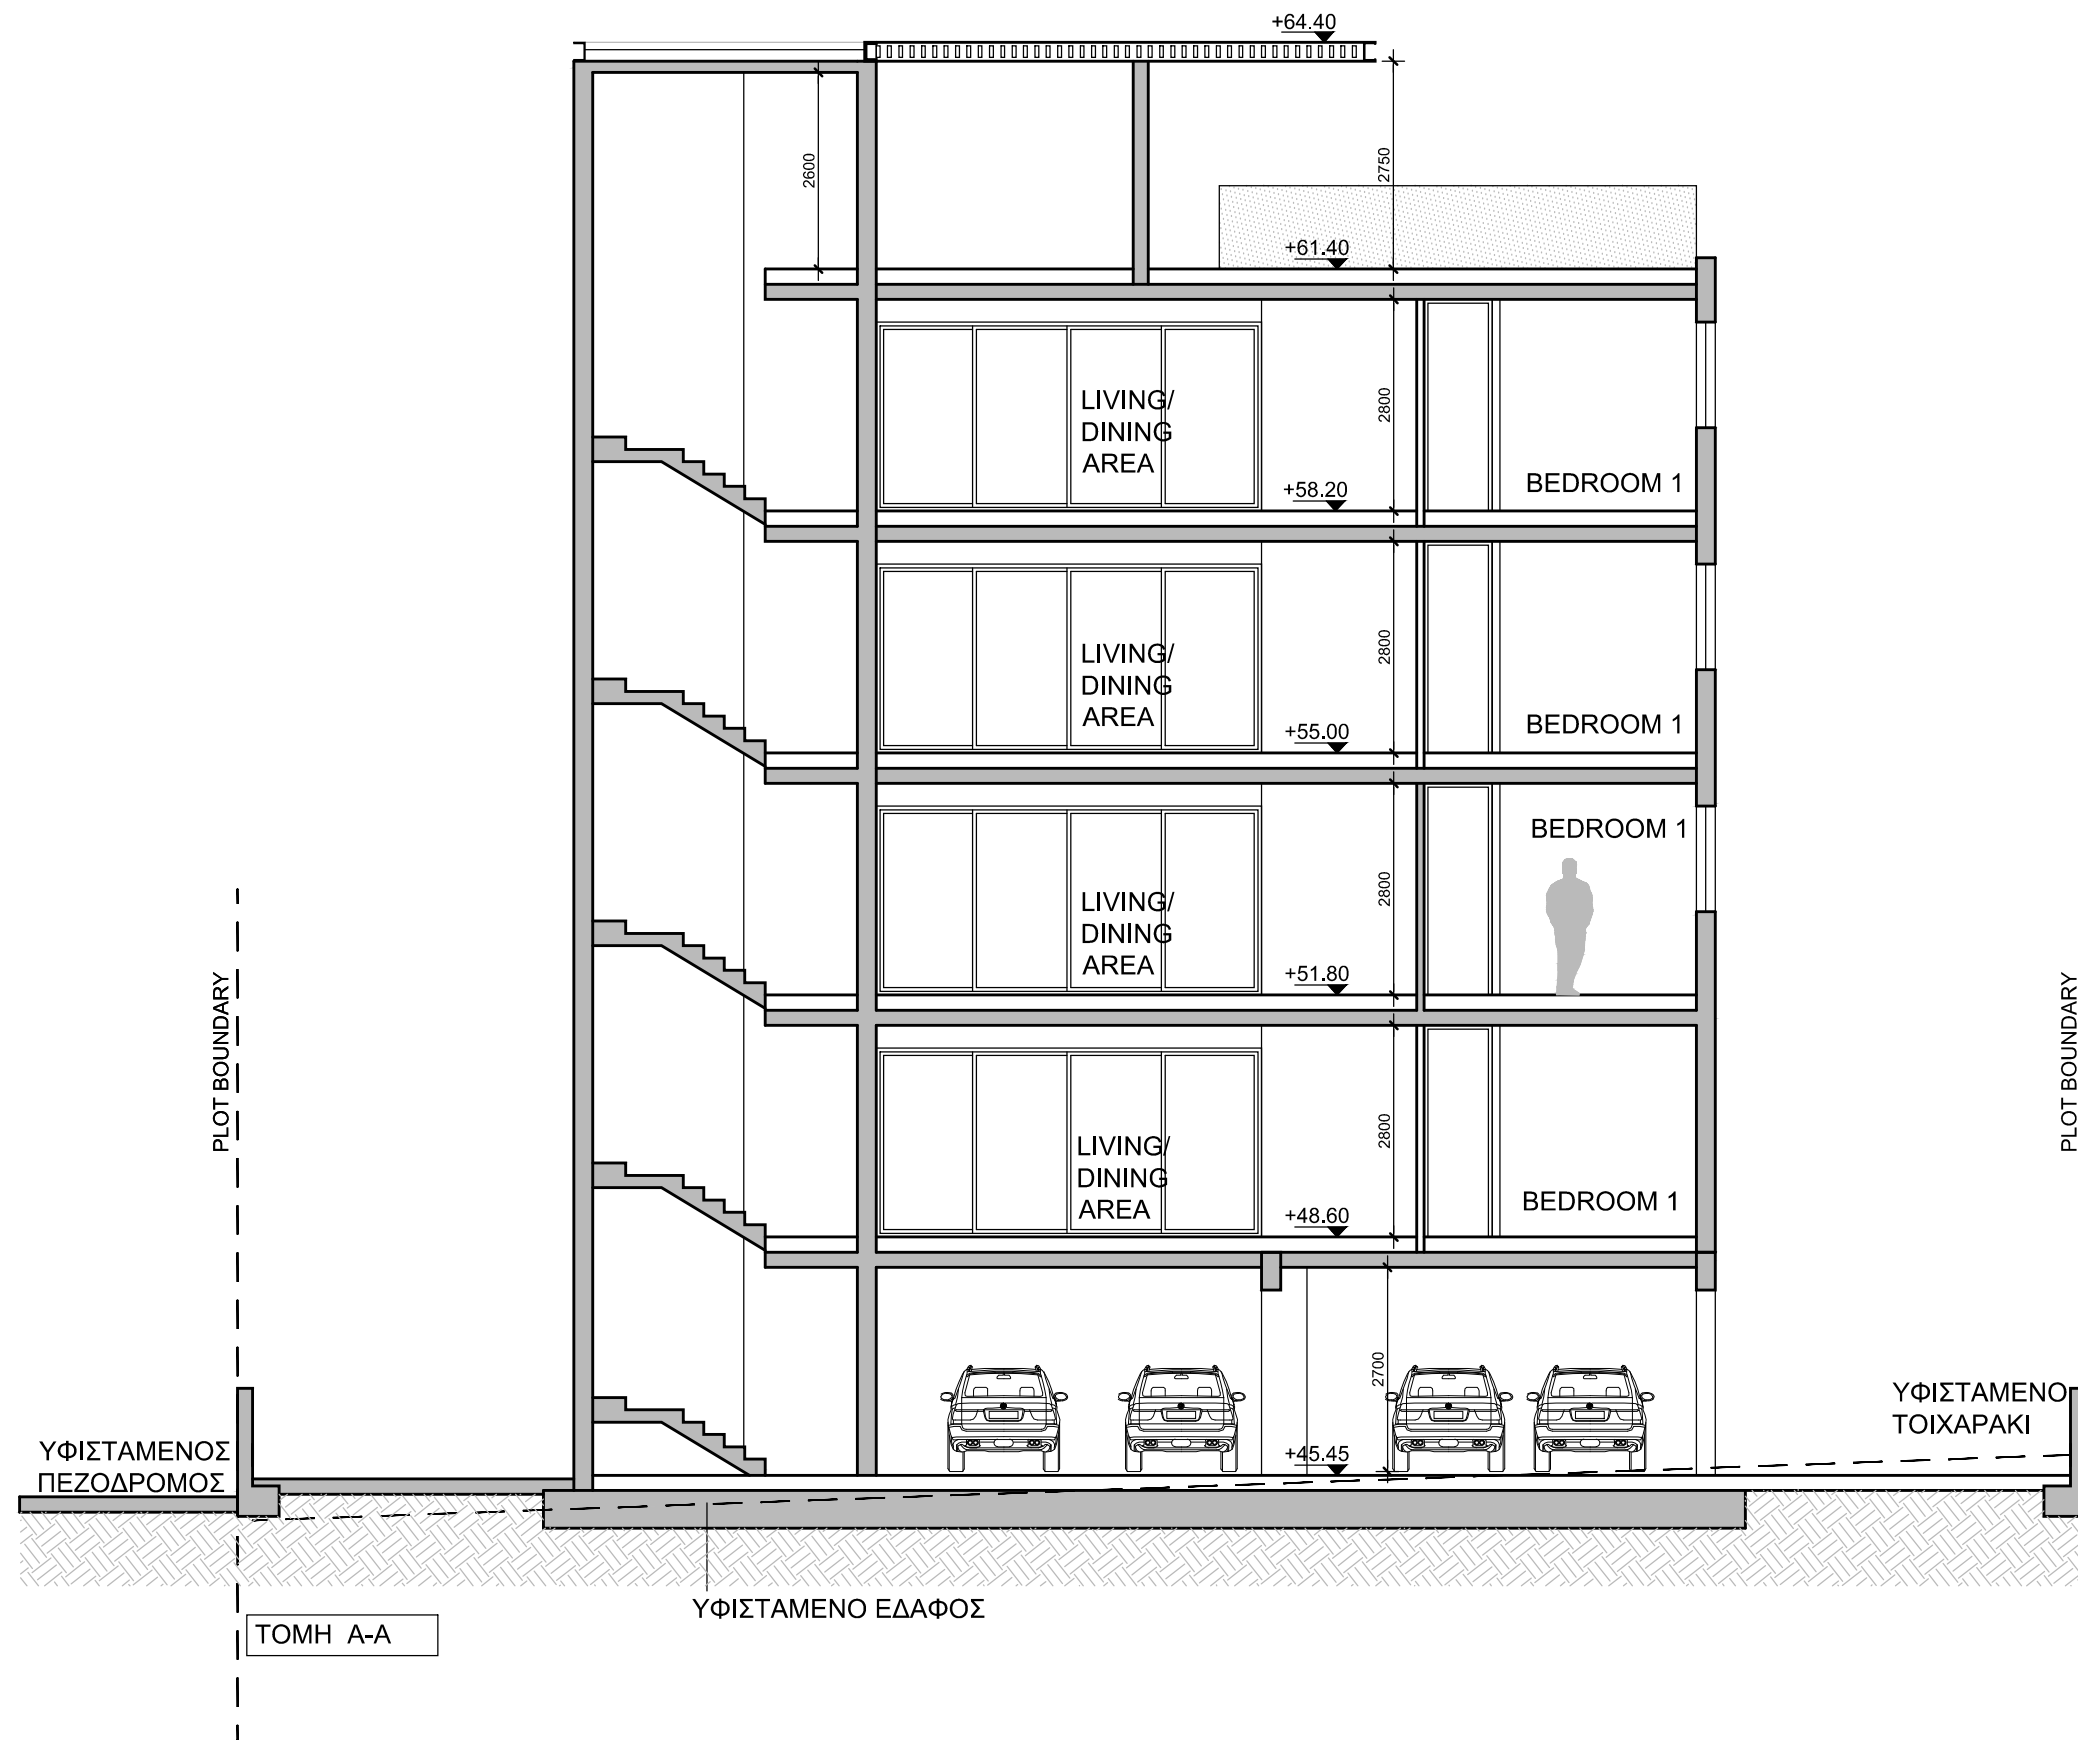 +64.40
2600
2750
+61.40
LIVING/
DINING
AREA
2800
BEDROOM 1
+58.20
LIVING/
DINING
AREA
2800
BEDROOM 1
+55.00
BEDROOM 1
LIVING/
DINING
AREA
2800
+51.80
PLOT BOUNDARY
PLOT BOUNDARY
LIVING/
DINING
AREA
2800
BEDROOM 1
+48.60
2700
ΥΦΙΣΤΑΜΕΝΟ
ΤΟΙΧΑΡΑΚΙ
ΥΦΙΣΤΑΜΕΝΟΣ
ΠΕΖΟΔΡΟΜΟΣ
+45.45
ΥΦΙΣΤΑΜΕΝΟ ΕΔΑΦΟΣ
ΤΟΜΗ Α-Α